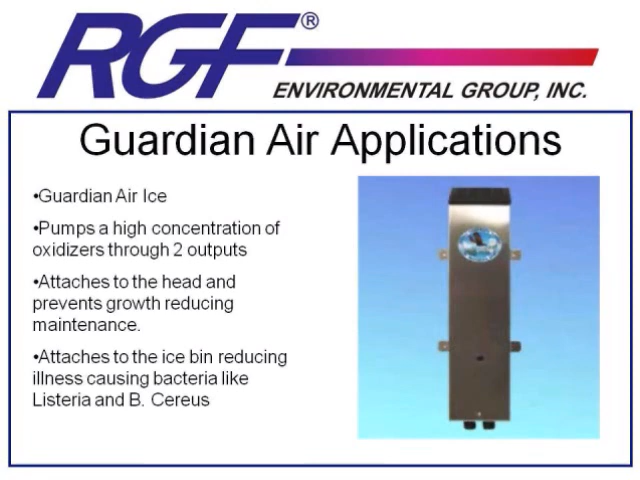 RGF®
ENVIRONMENTAL GROUP, INC.
Guardian Air Applications
•Guardian Air Ice
•Pumps a high concentration of
oxidizers through 2 outputs
•Attaches to the head and
prevents growth reducing
maintenance.
•Attaches to the ice bin reducing
illness causing bacteria like
Listeria and B. Cereus